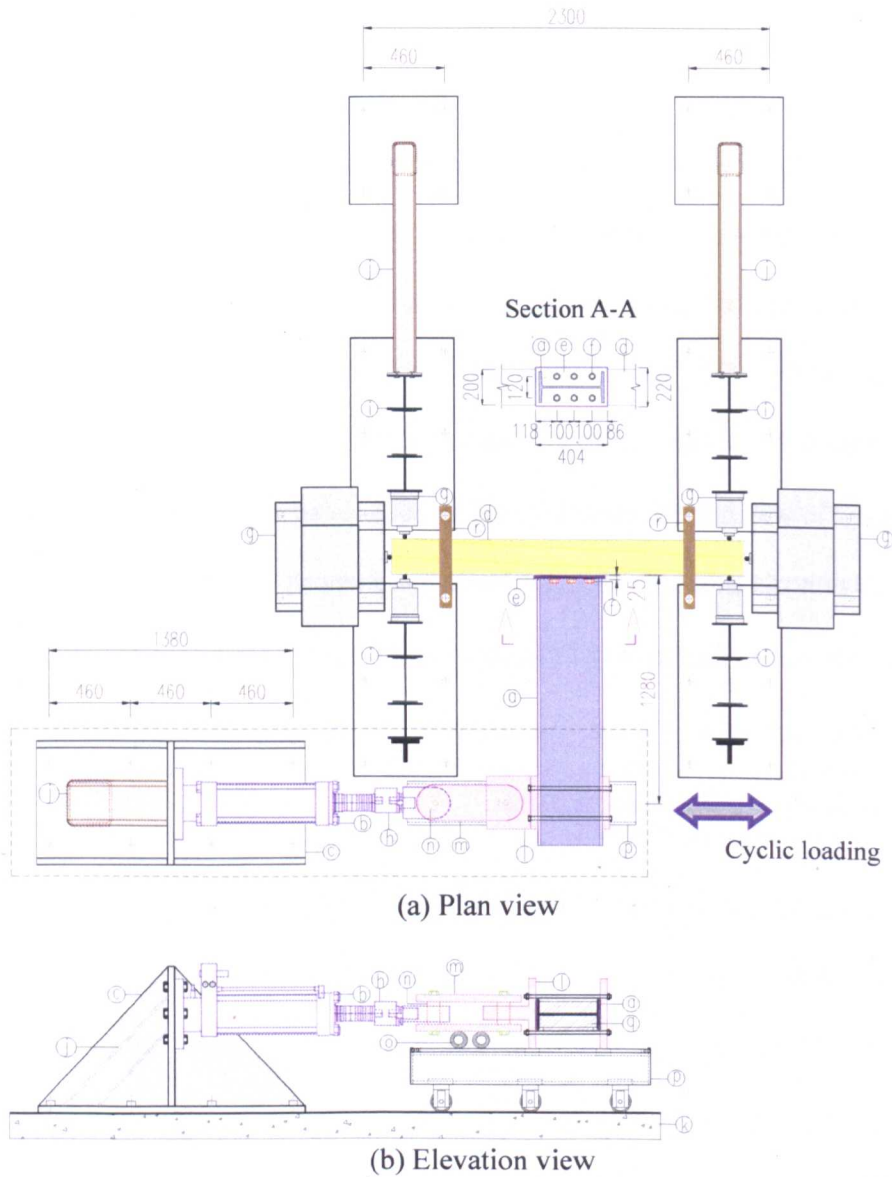 2300
460 460
Section A-A
ⓐ ⓔ ⓕ ⓓ
200 120 220
118 100 100 86
404
ⓙ ⓙ
ⓘ ⓘ
ⓖ ⓓ ⓖ
ⓡ ⓡ
ⓖ ⓖ
ⓔ ⓕ 25
ⓘ ⓘ
1380
460 460 460
ⓐ 1280
ⓙ ⓒ ⓑ ⓗ ⓝ ⓜ ⓛ ⓟ
Cyclic loading
(a) Plan view
ⓒ ⓑ ⓗ ⓝ ⓜ ⓛ
ⓐ
ⓙ ⓞ
ⓟ
ⓚ
(b) Elevation view